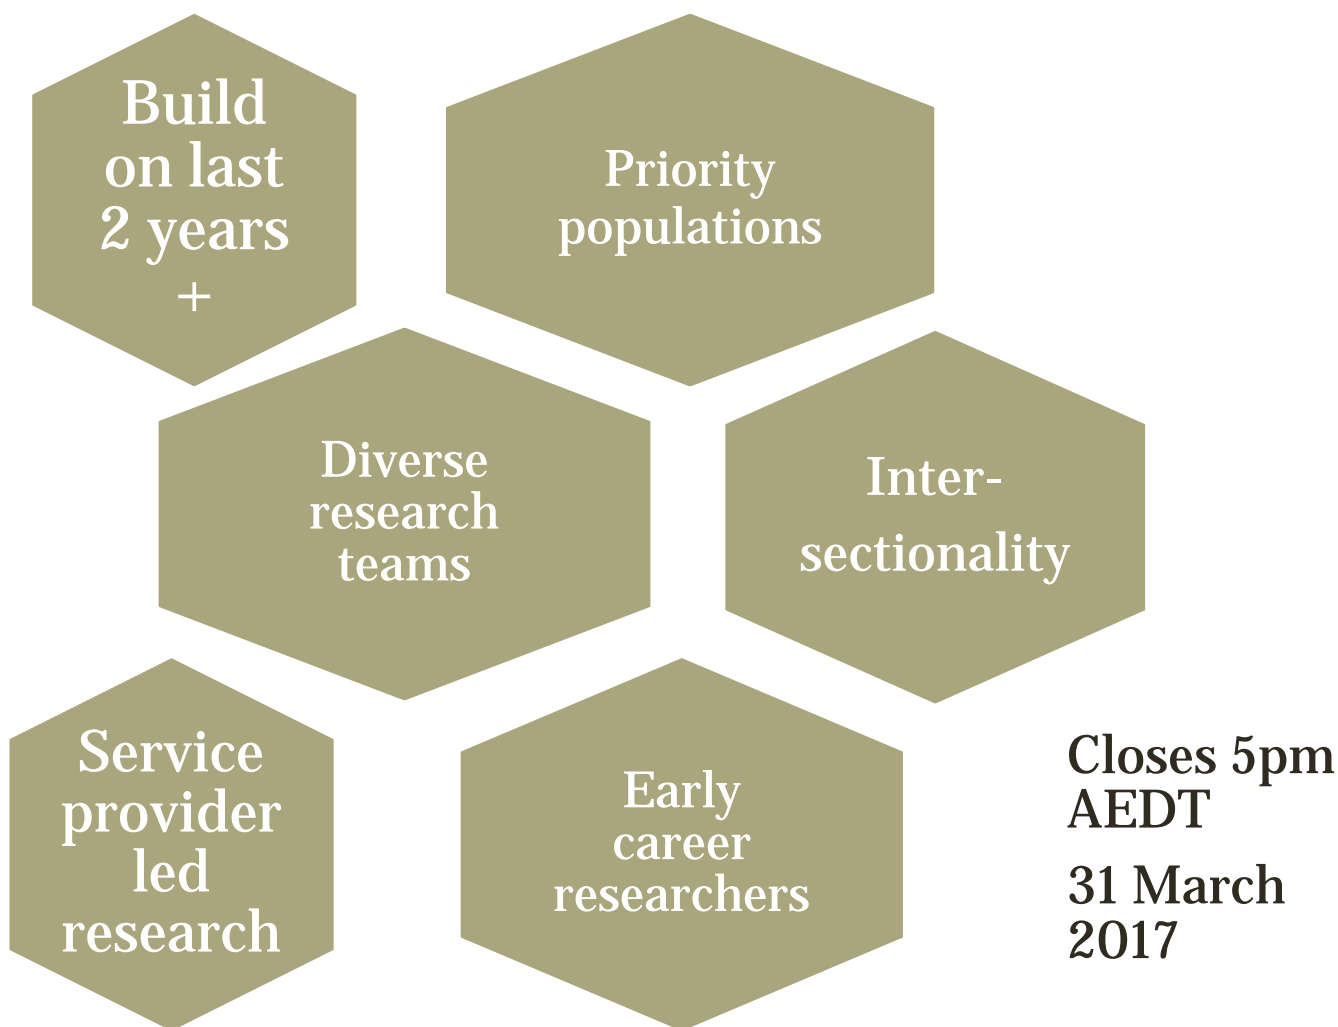 Build
on last
2 years
+
Priority
populations
Diverse
research
teams
Inter-
sectionality
Service
provider
led
research
Early
career
researchers
Closes 5pm
AEDT
31 March
2017